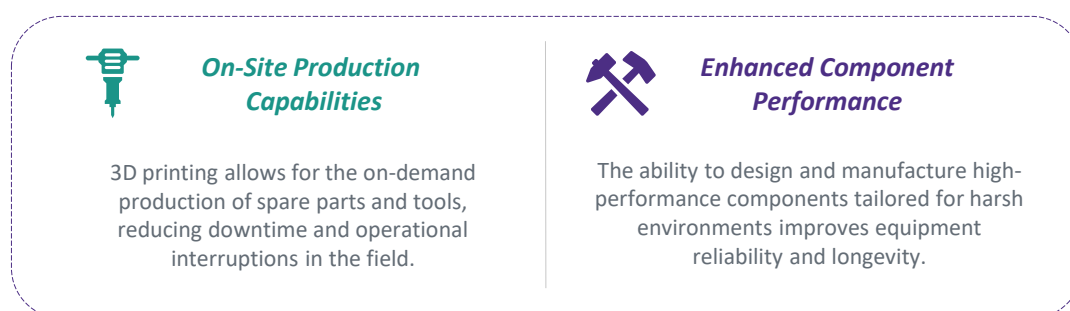 On-Site Production
Capabilities
3D printing allows for the on-demand
production of spare parts and tools,
reducing downtime and operational
interruptions in the field.
Enhanced Component
Performance
The ability to design and manufacture high-
performance components tailored for harsh
environments improves equipment
reliability and longevity.